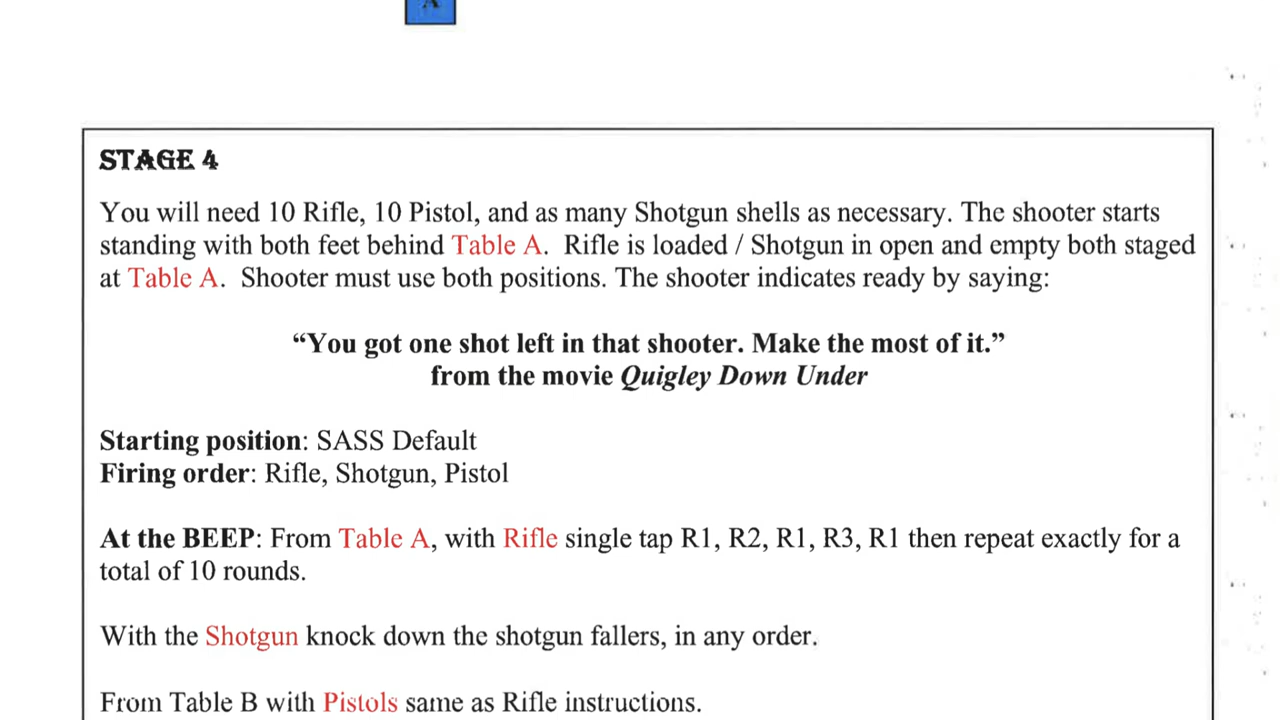 A
STAGE 4
You will need 10 Rifle, 10 Pistol, and as many Shotgun shells as necessary. The shooter starts
standing with both feet behind Table A.  Rifle is loaded / Shotgun in open and empty both staged
at Table A.  Shooter must use both positions. The shooter indicates ready by saying:
“You got one shot left in that shooter. Make the most of it.”
from the movie Quigley Down Under
Starting position: SASS Default
Firing order: Rifle, Shotgun, Pistol
At the BEEP: From Table A, with Rifle single tap R1, R2, R1, R3, R1 then repeat exactly for a
total of 10 rounds.
With the Shotgun knock down the shotgun fallers, in any order.
From Table B with Pistols same as Rifle instructions.